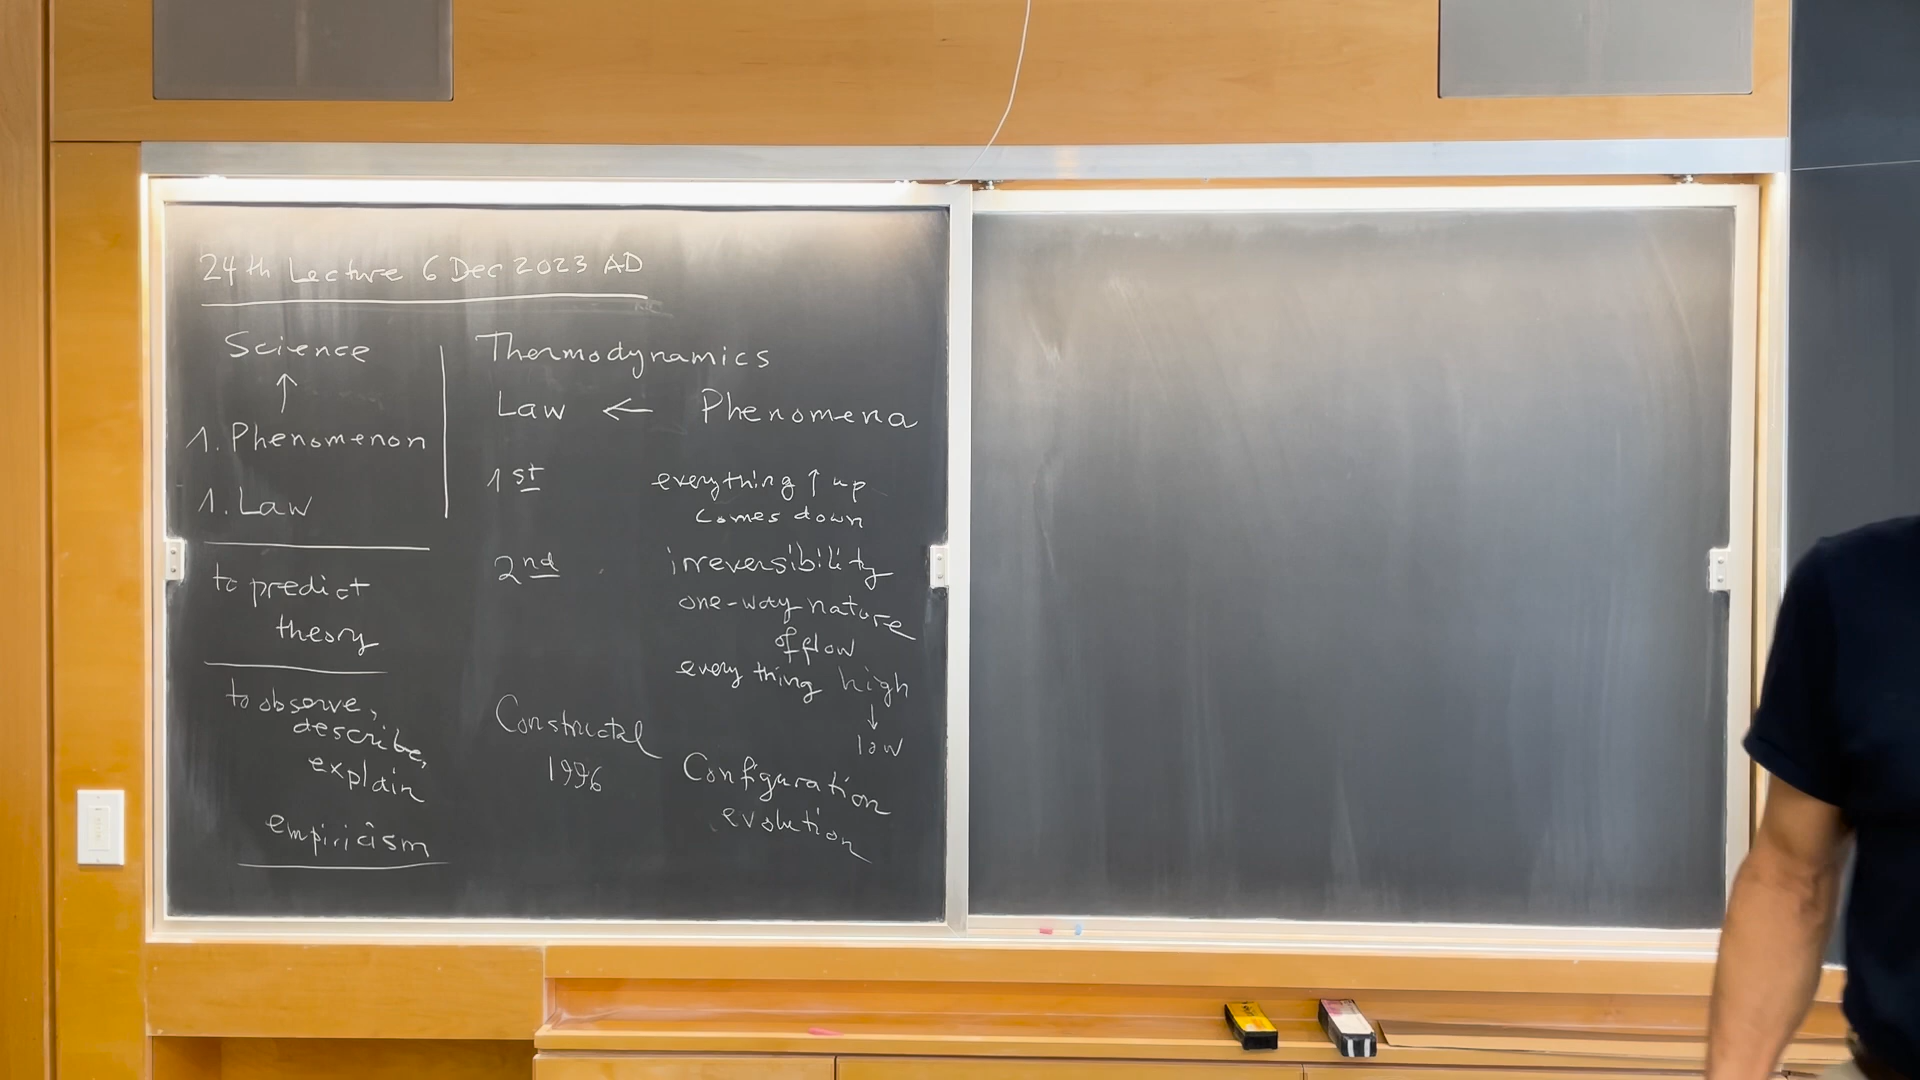 24th Lecture 6 Dec 2023 AD
Science
↑
1. Phenomenon
1. Law
to predict
theory
to observe,
describe,
explain
empiricism
Thermodynamics
Law ← Phenomena
1st everything ↑ up
comes down
2nd irreversibility
one-way nature
of flow
every thing high
↓
low
Constructal
1996
Configuration
evolution